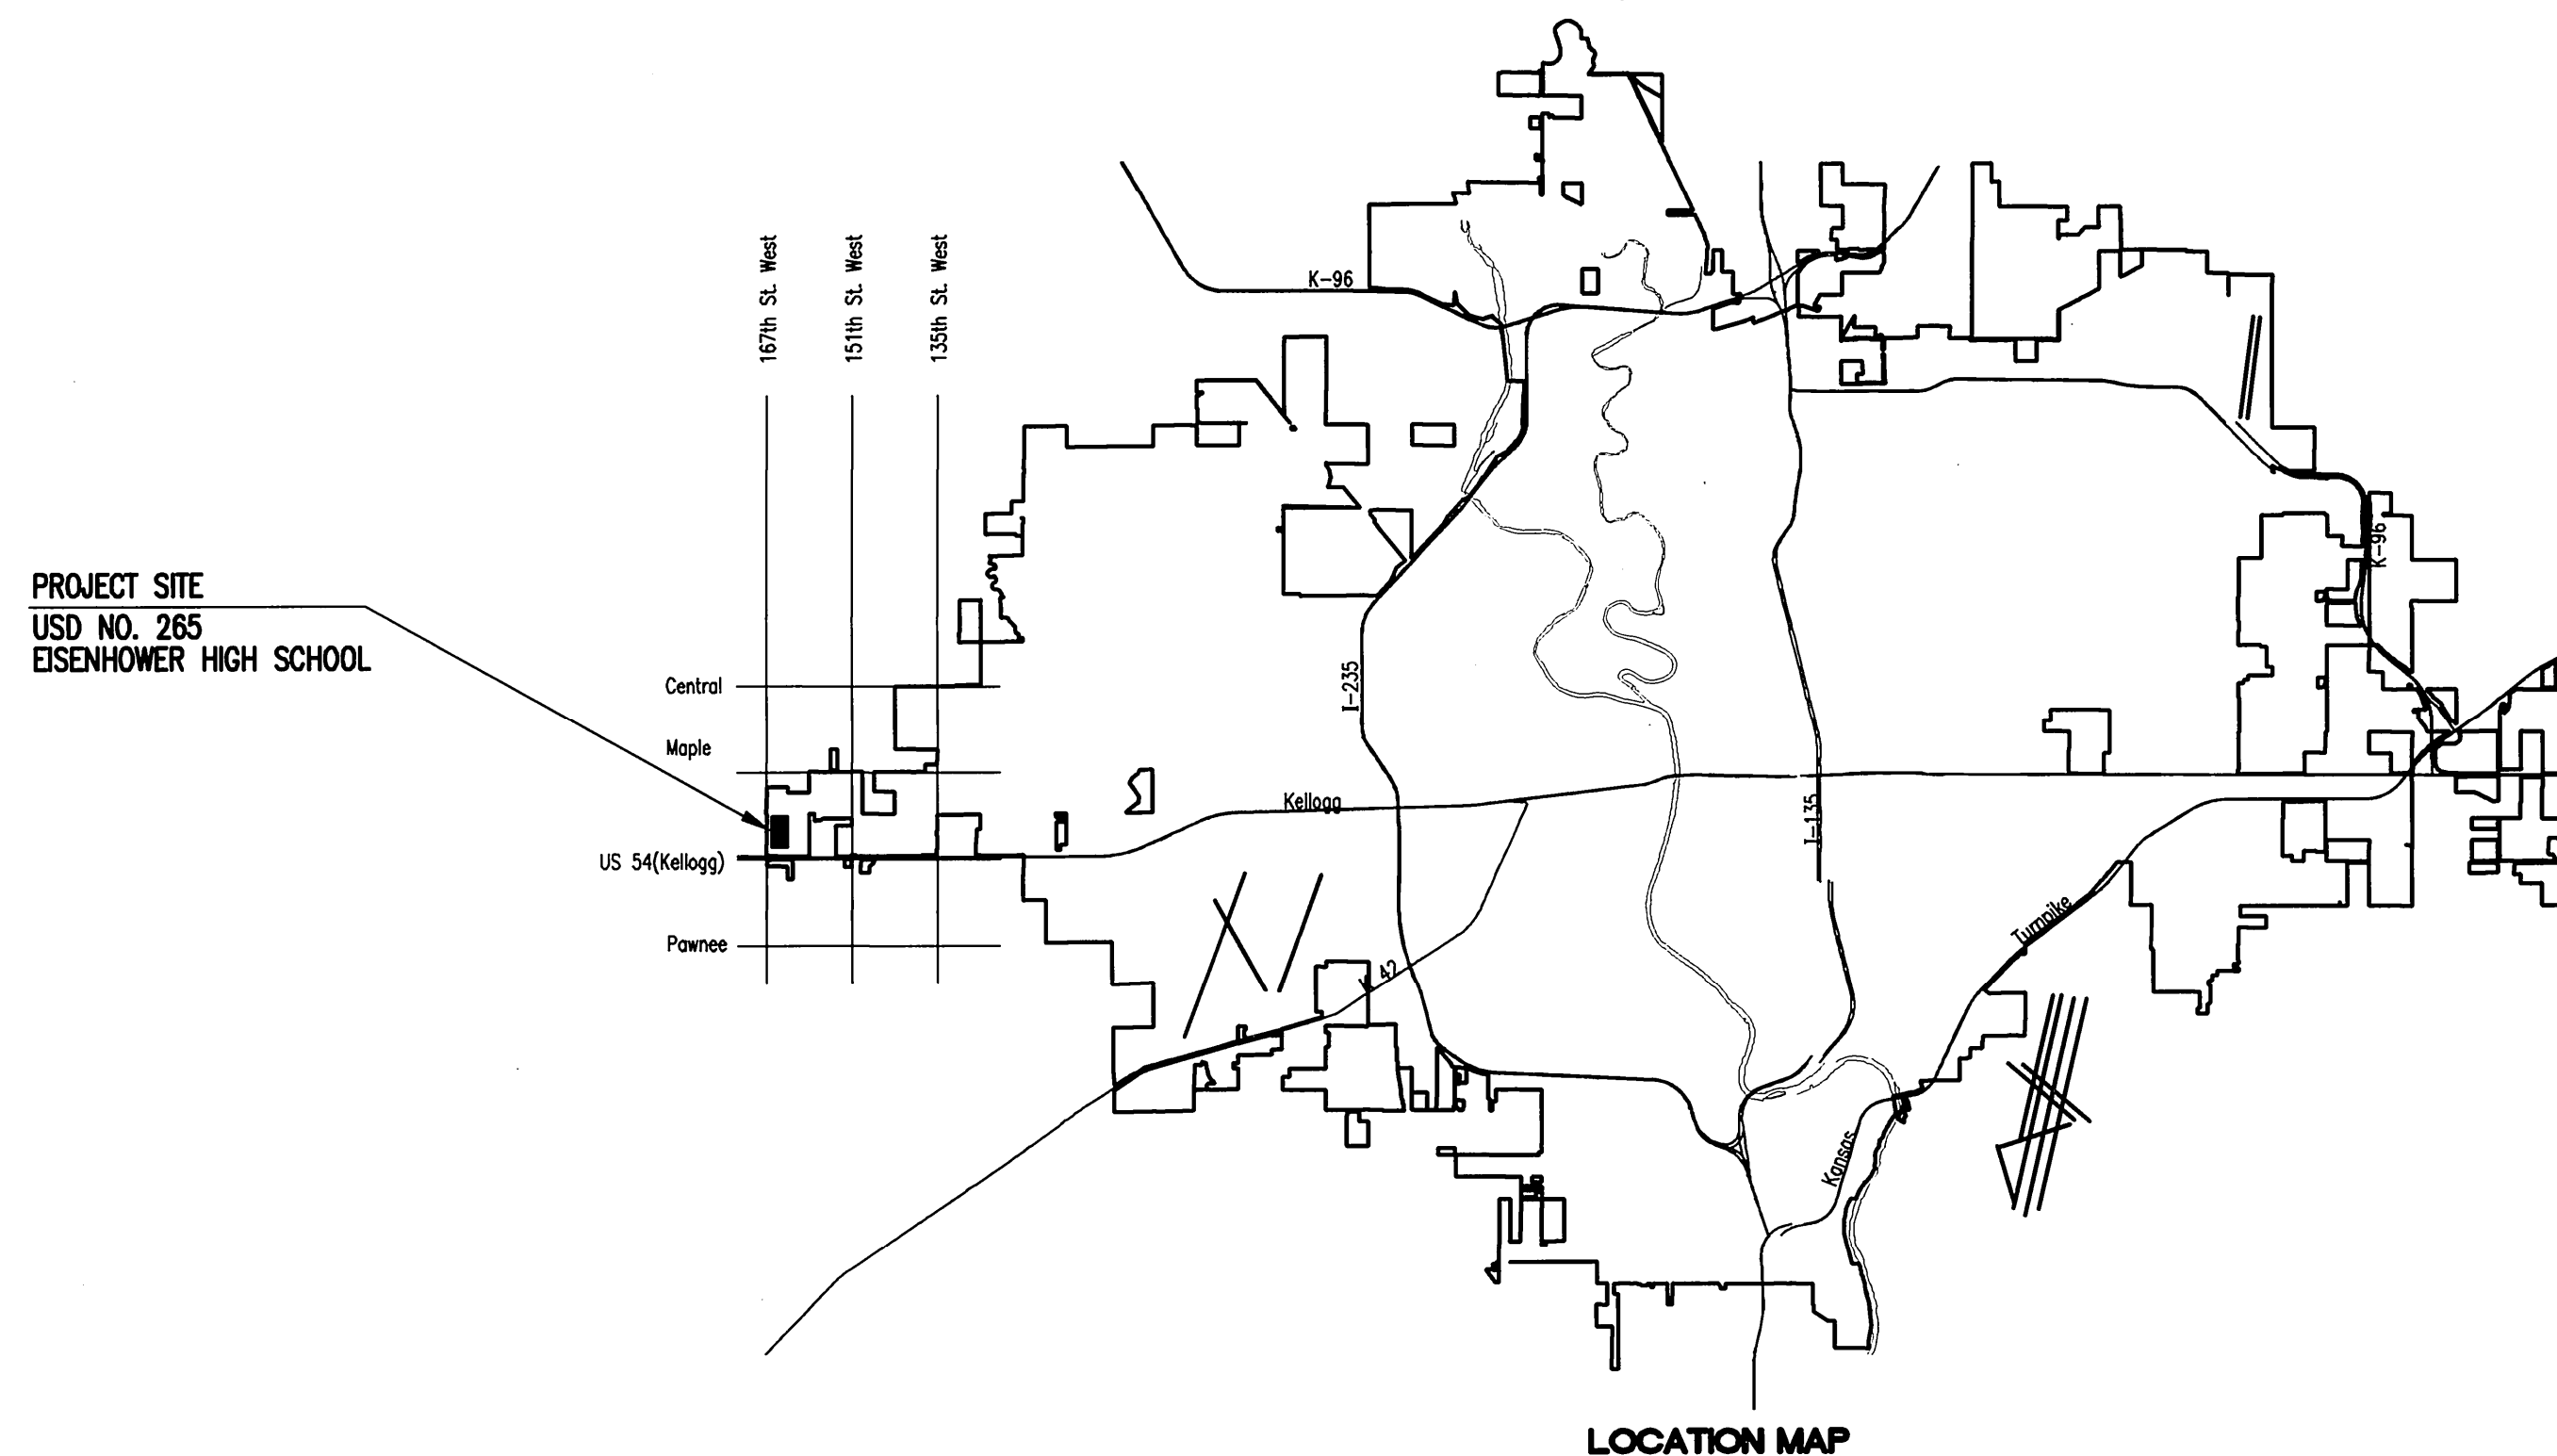 167th St. West
151th St. West
135th St. West
K-96
K-96
PROJECT SITE
USD NO. 265
EISENHOWER HIGH SCHOOL
Central
Maple
US 54(Kellogg)
Pawnee
I-235
Kellogg
I-135
K 42
Turnpike
Kansas
LOCATION MAP